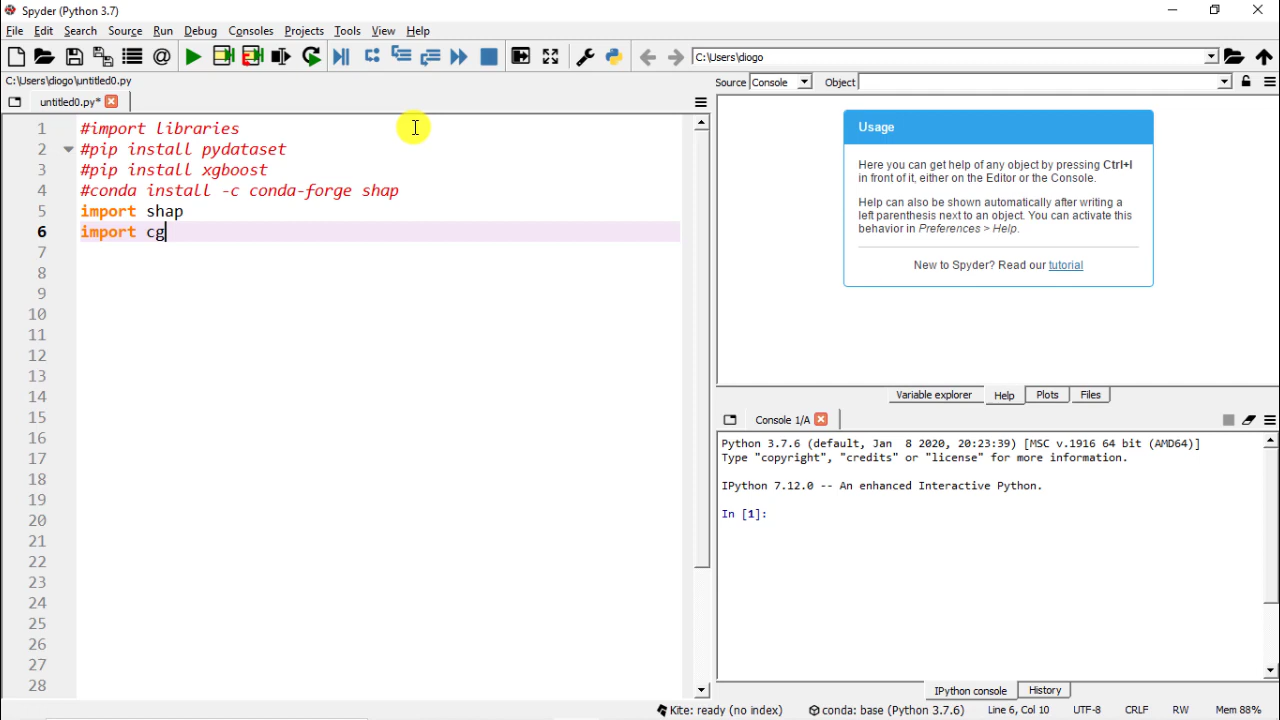 Spyder (Python 3.7)
File Edit Search Source Run Debug Consoles Projects Tools View Help
C:\Users\diogo
C:\Users\diogo\untitled0.py
untitled0.py*
1 #import libraries
2 #pip install pydataset
3 #pip install xgboost
4 #conda install -c conda-forge shap
5 import shap
6 import cg
7
8
9
10
11
12
13
14
15
16
17
18
19
20
21
22
23
24
25
26
27
28
Source Console Object
Usage
Here you can get help of any object by pressing Ctrl+I
in front of it, either on the Editor or the Console.
Help can also be shown automatically after writing a
left parenthesis next to an object. You can activate this
behavior in Preferences > Help.
New to Spyder? Read our tutorial
Variable explorer Help Plots Files
Console 1/A
Python 3.7.6 (default, Jan  8 2020, 20:23:39) [MSC v.1916 64 bit (AMD64)]
Type "copyright", "credits" or "license" for more information.
IPython 7.12.0 -- An enhanced Interactive Python.
In [1]:
IPython console History
Kite: ready (no index) conda: base (Python 3.7.6) Line 6, Col 10 UTF-8 CRLF RW Mem 88%